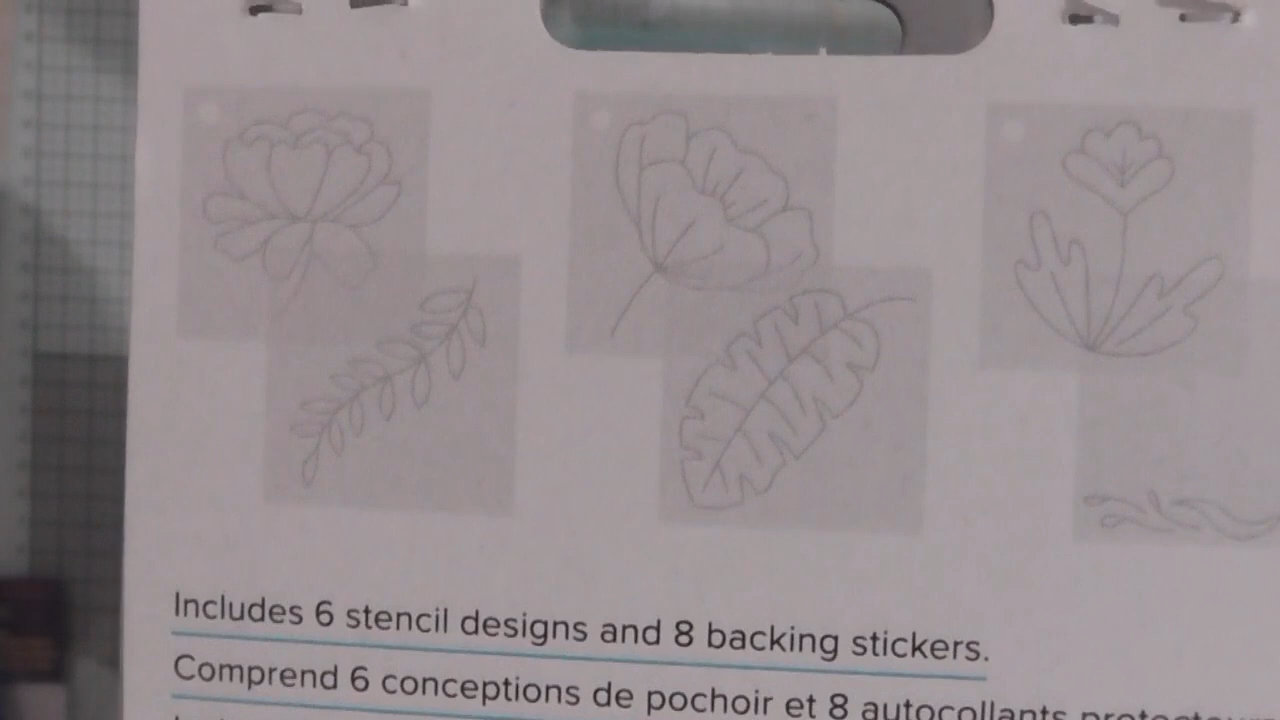 Includes 6 stencil designs and 8 backing stickers.
Comprend 6 conceptions de pochoir et 8 autocollants